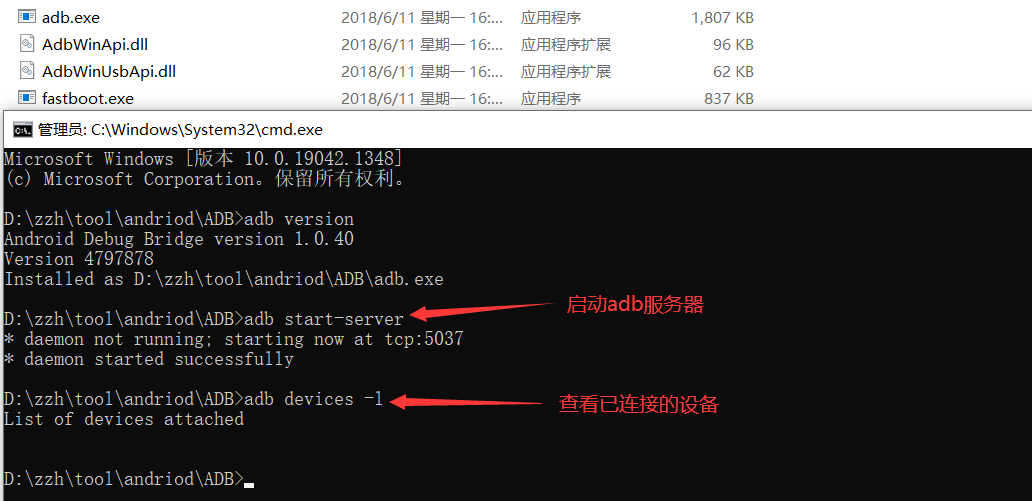 adb.exe 2018/6/11 星期一 16:... 应用程序 1,807 KB
AdbWinApi.dll 2018/6/11 星期一 16:... 应用程序扩展 96 KB
AdbWinUsbApi.dll 2018/6/11 星期一 16:... 应用程序扩展 62 KB
fastboot.exe 2018/6/11 星期一 16:... 应用程序 837 KB
管理员: C:\Windows\System32\cmd.exe
Microsoft Windows [版本 10.0.19042.1348]
(c) Microsoft Corporation。保留所有权利。
D:\zzh\tool\andriod\ADB>adb version
Android Debug Bridge version 1.0.40
Version 4797878
Installed as D:\zzh\tool\andriod\ADB\adb.exe
D:\zzh\tool\andriod\ADB>adb start-server 启动adb服务器
* daemon not running; starting now at tcp:5037
* daemon started successfully
D:\zzh\tool\andriod\ADB>adb devices -l 查看已连接的设备
List of devices attached
D:\zzh\tool\andriod\ADB>